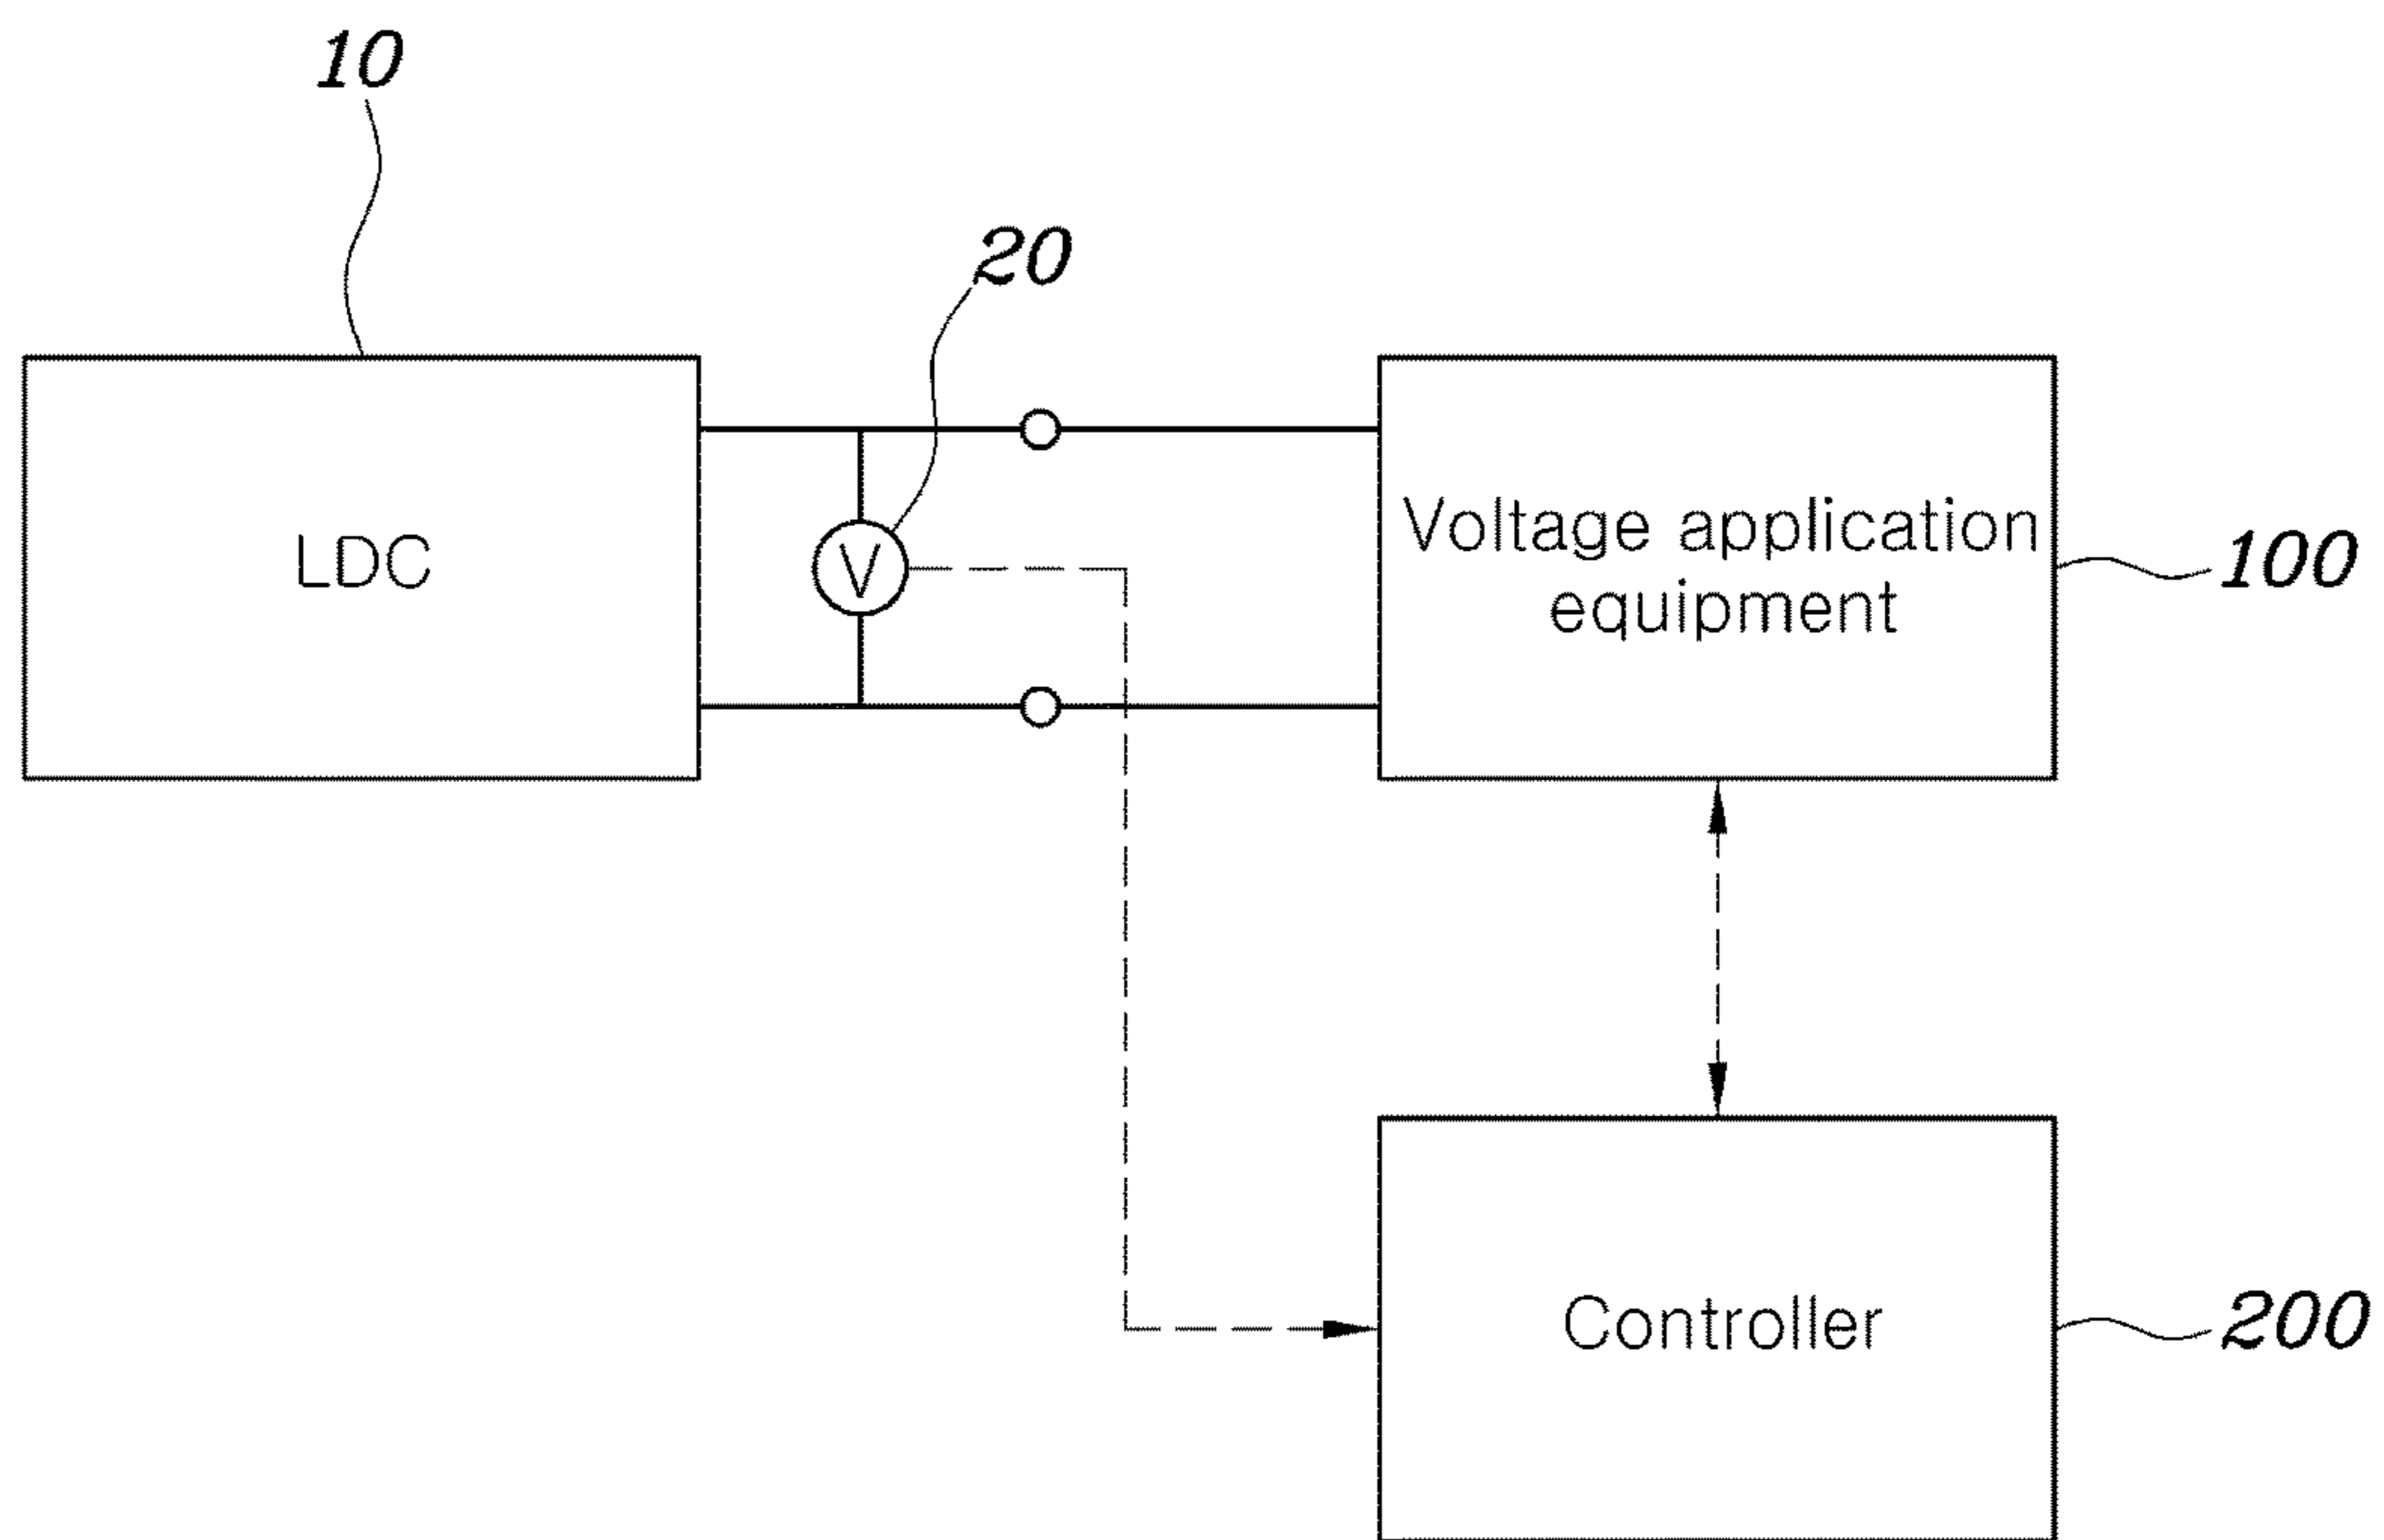 10
20
LDC
V
Voltage application
equipment
100
Controller
200